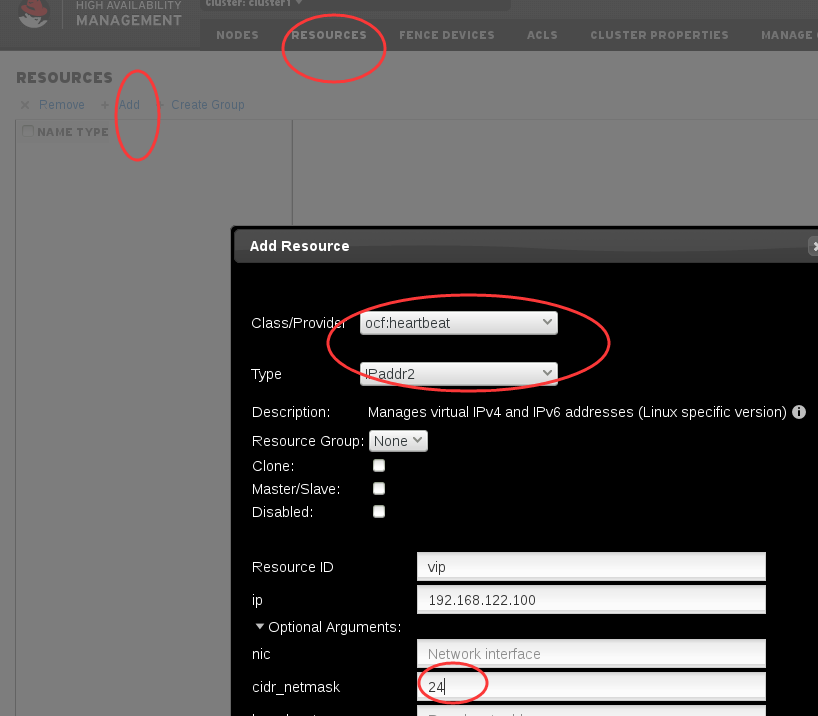 HIGH AVAILABILITY
MANAGEMENT
Cluster: cluster1
NODES RESOURCES FENCE DEVICES ACLS CLUSTER PROPERTIES MANAGE
RESOURCES
Remove Add Create Group
NAME TYPE
Add Resource
Class/Provider ocf:heartbeat
Type IPaddr2
Description: Manages virtual IPv4 and IPv6 addresses (Linux specific version)
Resource Group: None
Clone:
Master/Slave:
Disabled:
Resource ID vip
ip 192.168.122.100
Optional Arguments:
nic Network interface
cidr_netmask 24